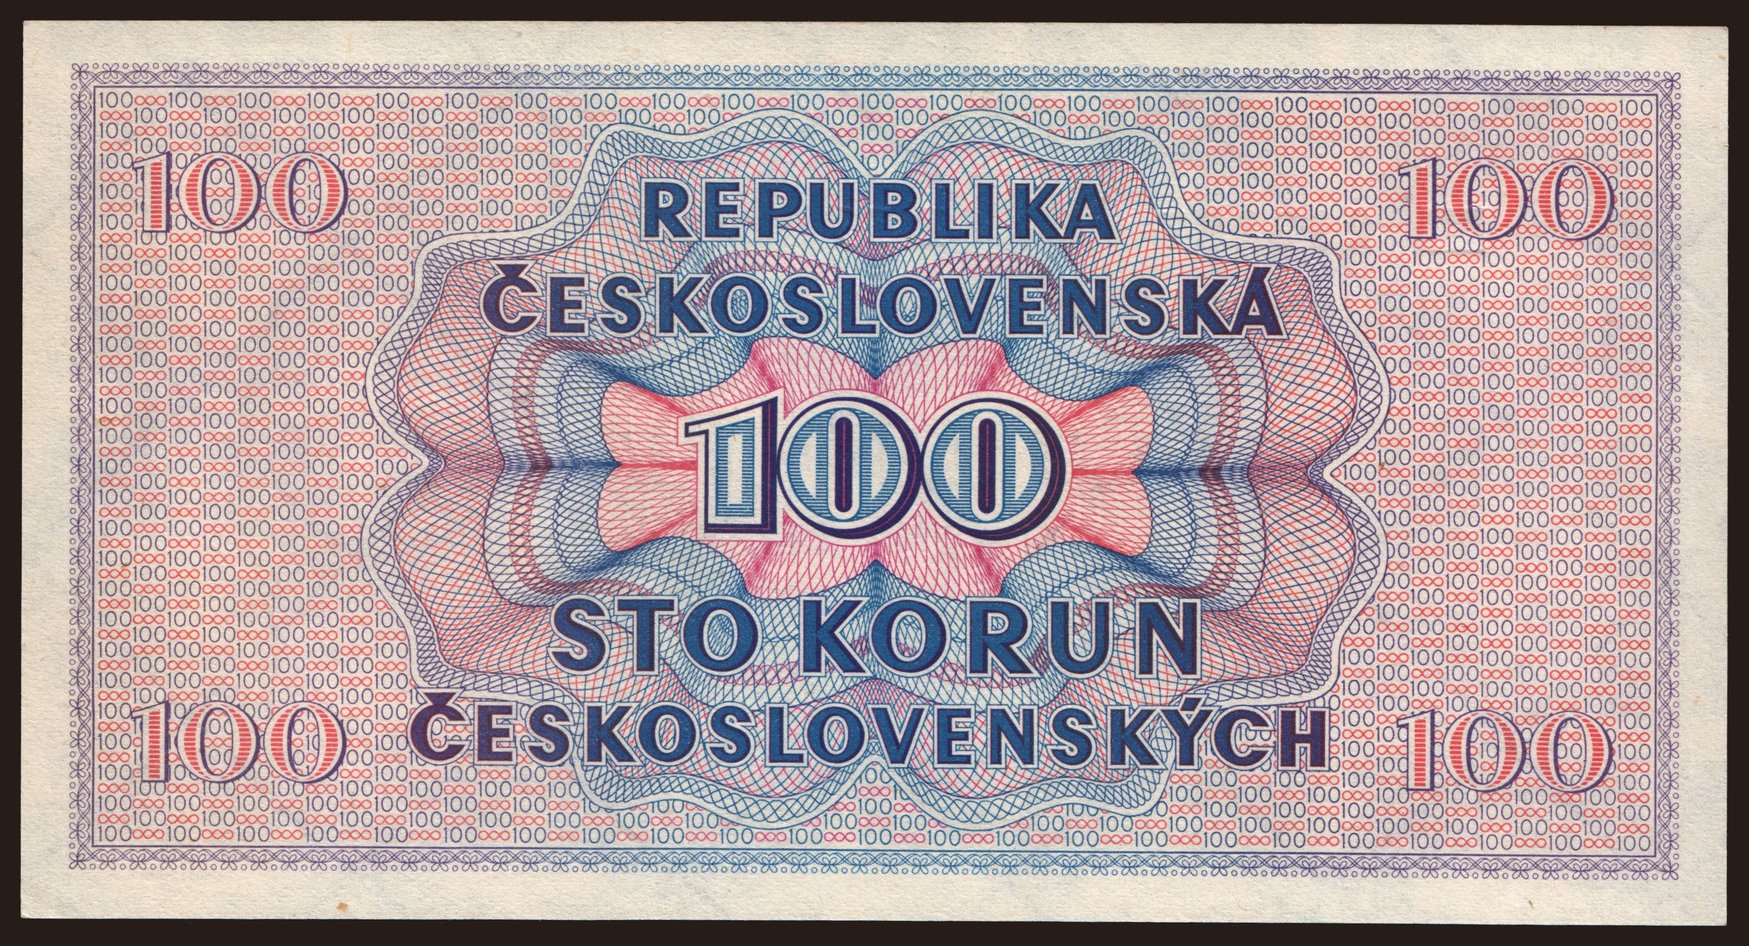 100 100
REPUBLIKA
ČESKOSLOVENSKÁ
100
STO KORUN
ČESKOSLOVENSKÝCH
100 100